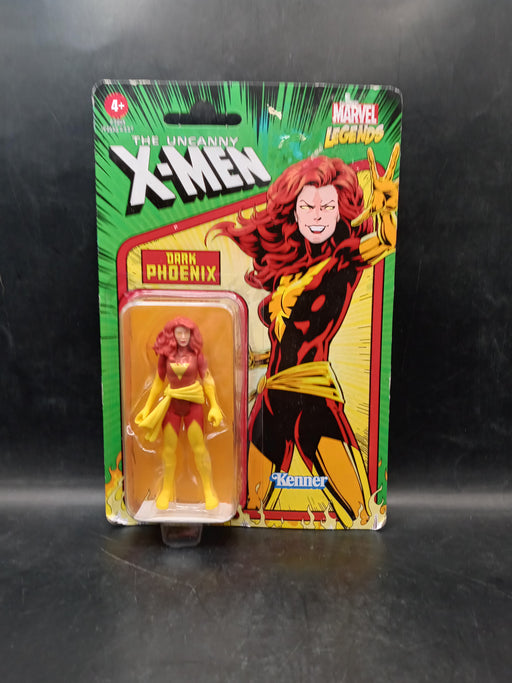 4+
MARVEL
LEGENDS
THE UNCANNY
X-MEN
DARK
PHOENIX
Kenner